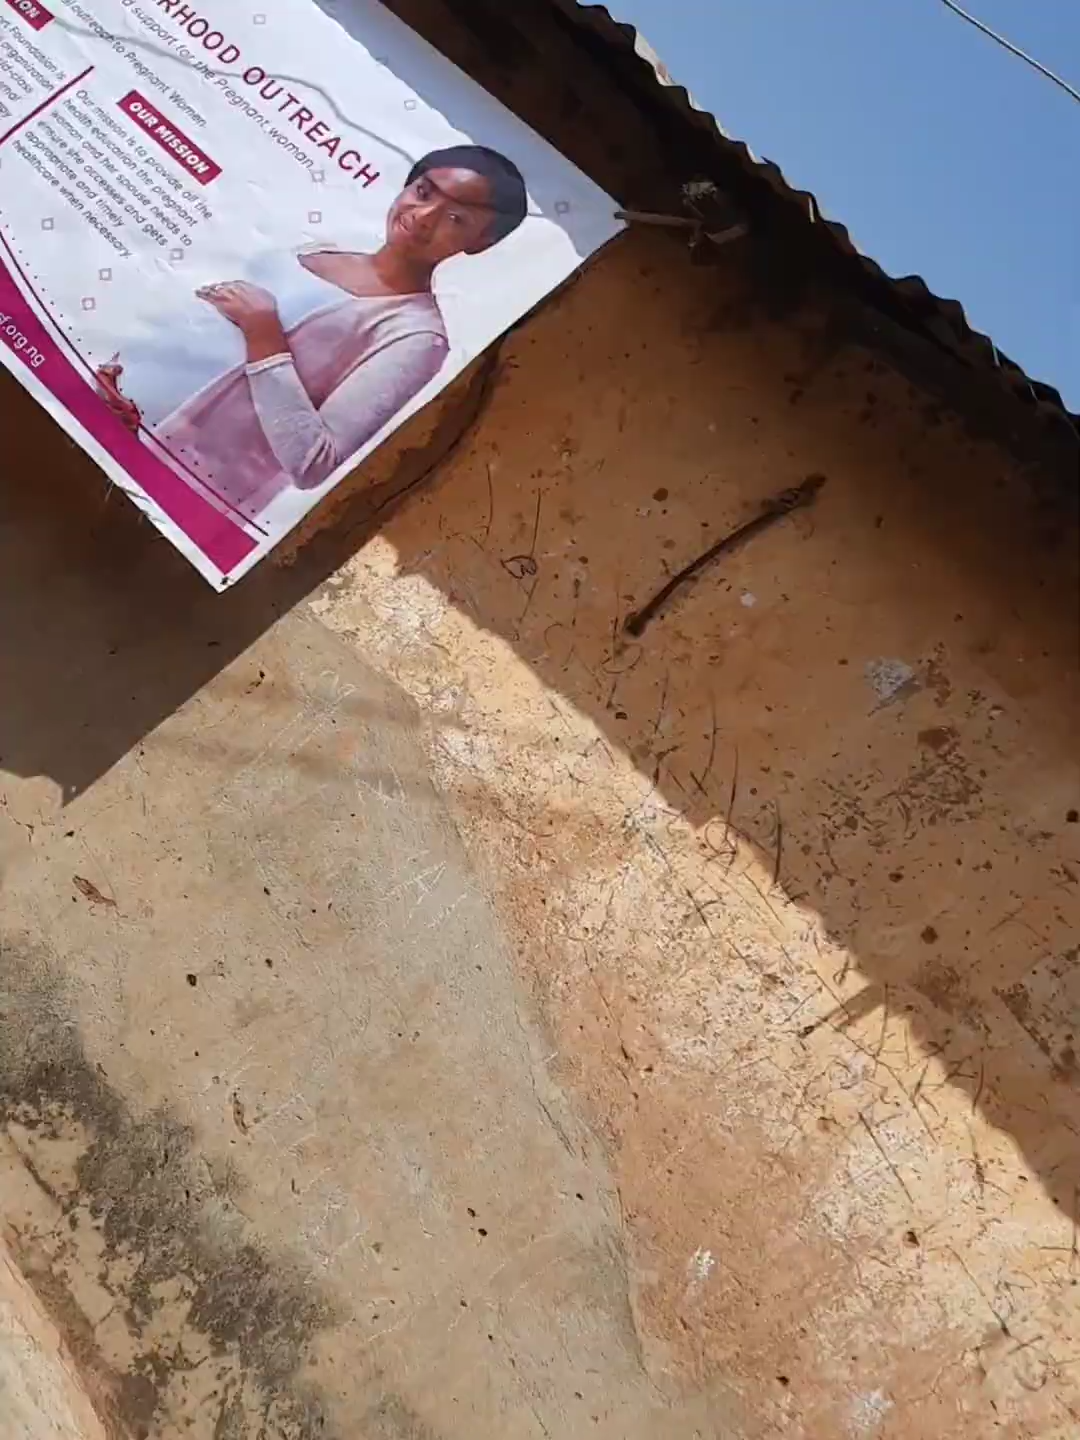 RHOOD OUTREACH
support for the Pregnant woman.
outreach to Pregnant Women.
OUR MISSION
Our mission is to provide all the
health education the pregnant
woman and her spouse needs to
ensure she accesses and gets
appropriate and timely
healthcare when necessary.
ION
Foundation is
organization
.org.ng